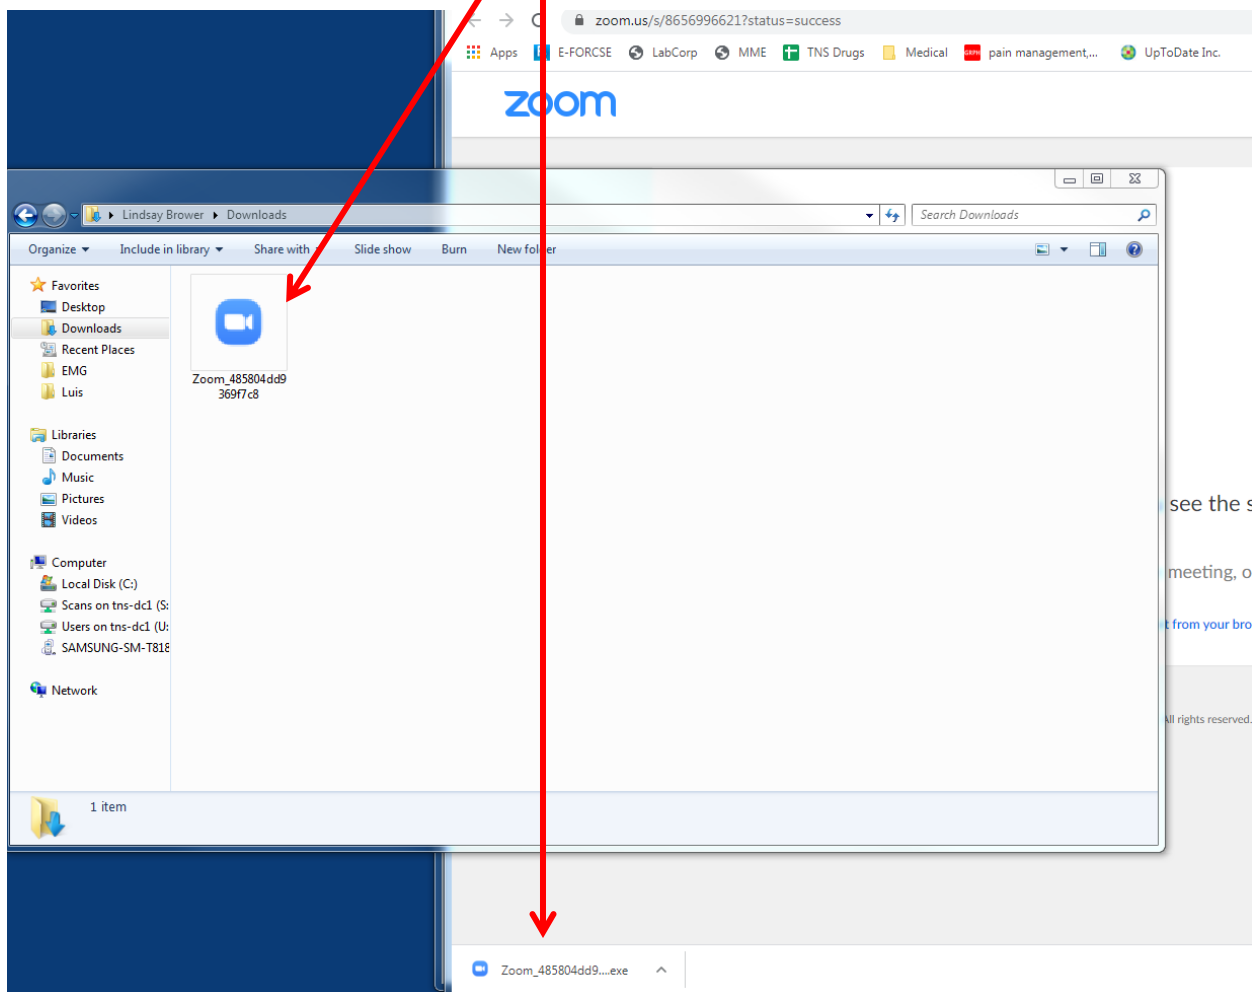 zoom.us/s/8656996621?status=success
Apps E-FORCSE LabCorp MME TNS Drugs Medical pain management,... UpToDate Inc.
zoom
Lindsay Brower Downloads
Search Downloads
Organize Include in library Share with Slide show Burn New folder
Favorites
Desktop
Downloads
Recent Places
EMG
Luis
Libraries
Documents
Music
Pictures
Videos
Computer
Local Disk (C:)
Scans on tns-dc1 (S:
Users on tns-dc1 (U:
SAMSUNG-SM-T818
Network
Zoom_485804dd9
369f7c8
see the s
meeting, o
t from your bro
All rights reserved.
1 item
Zoom_485804dd9....exe